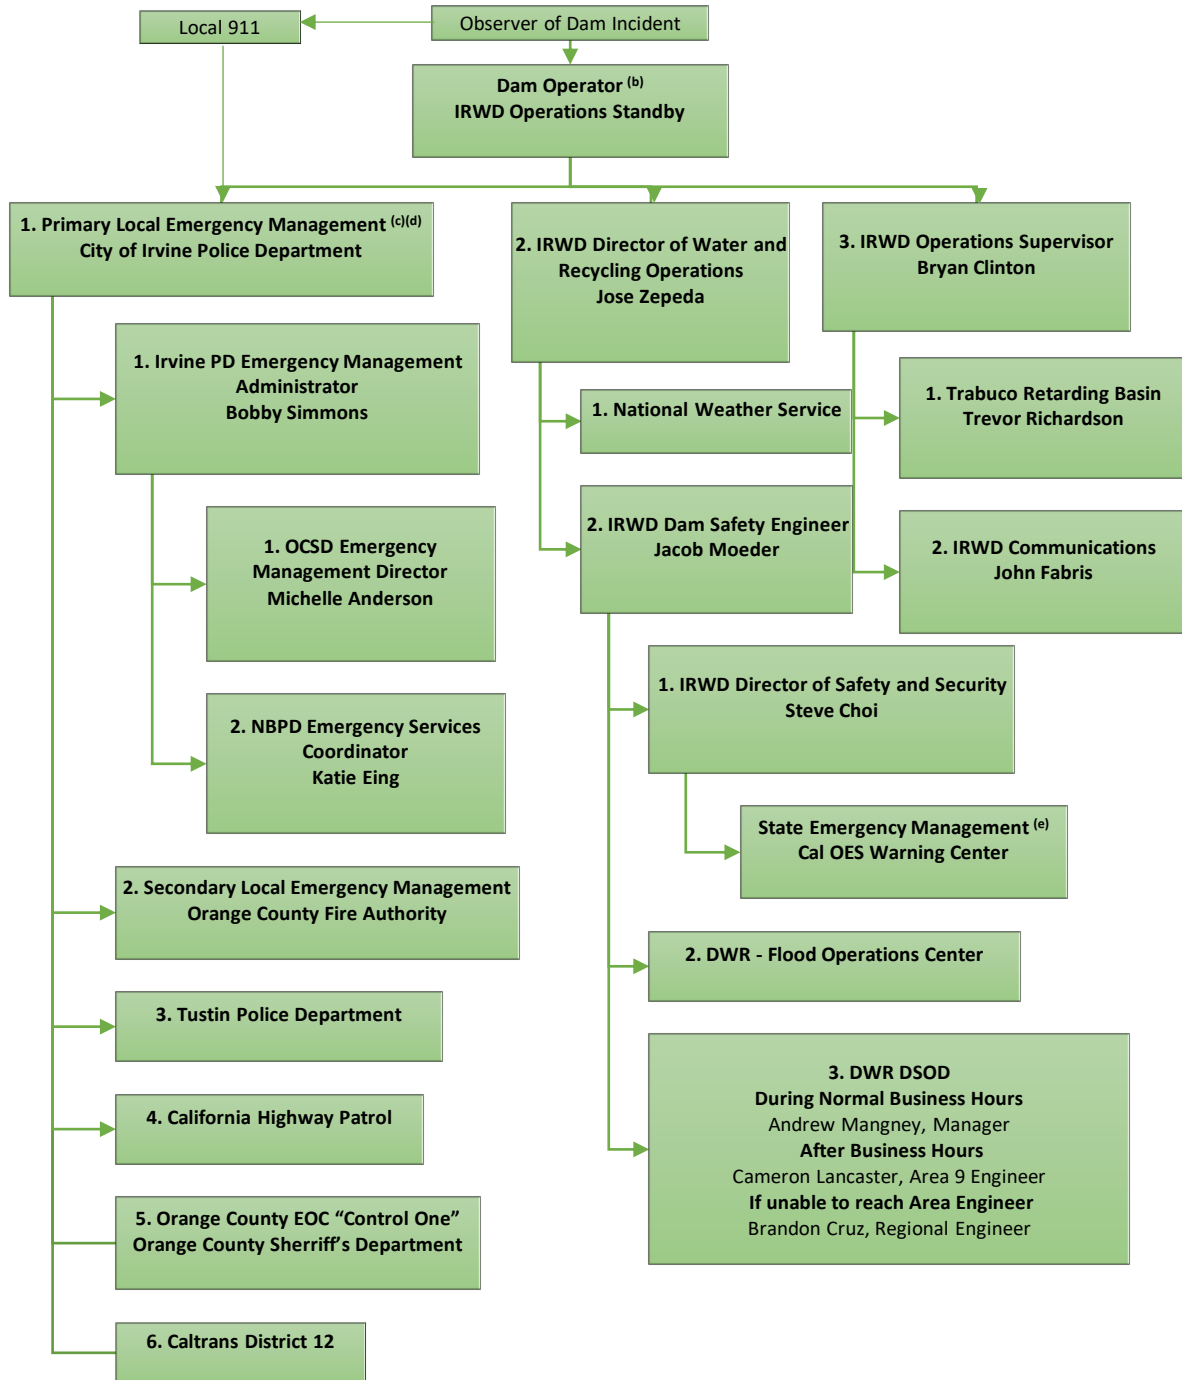 Local 911
Observer of Dam Incident
Dam Operator (b)
IRWD Operations Standby
1. Primary Local Emergency Management (c)(d)
City of Irvine Police Department
2. IRWD Director of Water and
Recycling Operations
Jose Zepeda
3. IRWD Operations Supervisor
Bryan Clinton
1. Irvine PD Emergency Management
Administrator
Bobby Simmons
1. OCSD Emergency
Management Director
Michelle Anderson
2. NBPD Emergency Services
Coordinator
Katie Eing
2. Secondary Local Emergency Management
Orange County Fire Authority
3. Tustin Police Department
4. California Highway Patrol
5. Orange County EOC “Control One”
Orange County Sherriff’s Department
6. Caltrans District 12
1. National Weather Service
2. IRWD Dam Safety Engineer
Jacob Moeder
1. IRWD Director of Safety and Security
Steve Choi
State Emergency Management (e)
Cal OES Warning Center
2. DWR - Flood Operations Center
3. DWR DSOD
During Normal Business Hours
Andrew Mangney, Manager
After Business Hours
Cameron Lancaster, Area 9 Engineer
If unable to reach Area Engineer
Brandon Cruz, Regional Engineer
1. Trabuco Retarding Basin
Trevor Richardson
2. IRWD Communications
John Fabris